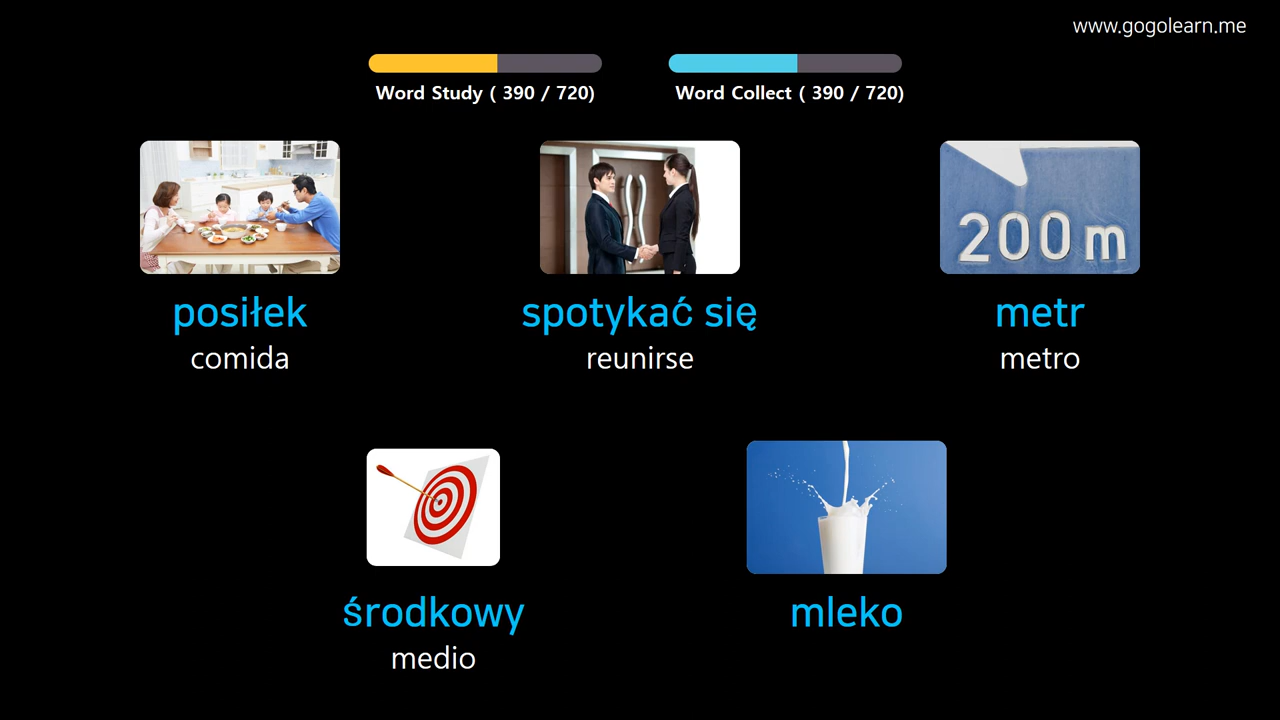 www.gogolearn.me
Word Study ( 390 / 720)
Word Collect ( 390 / 720)
200m
posiłek
comida
spotykać się
reunirse
metr
metro
środkowy
medio
mleko